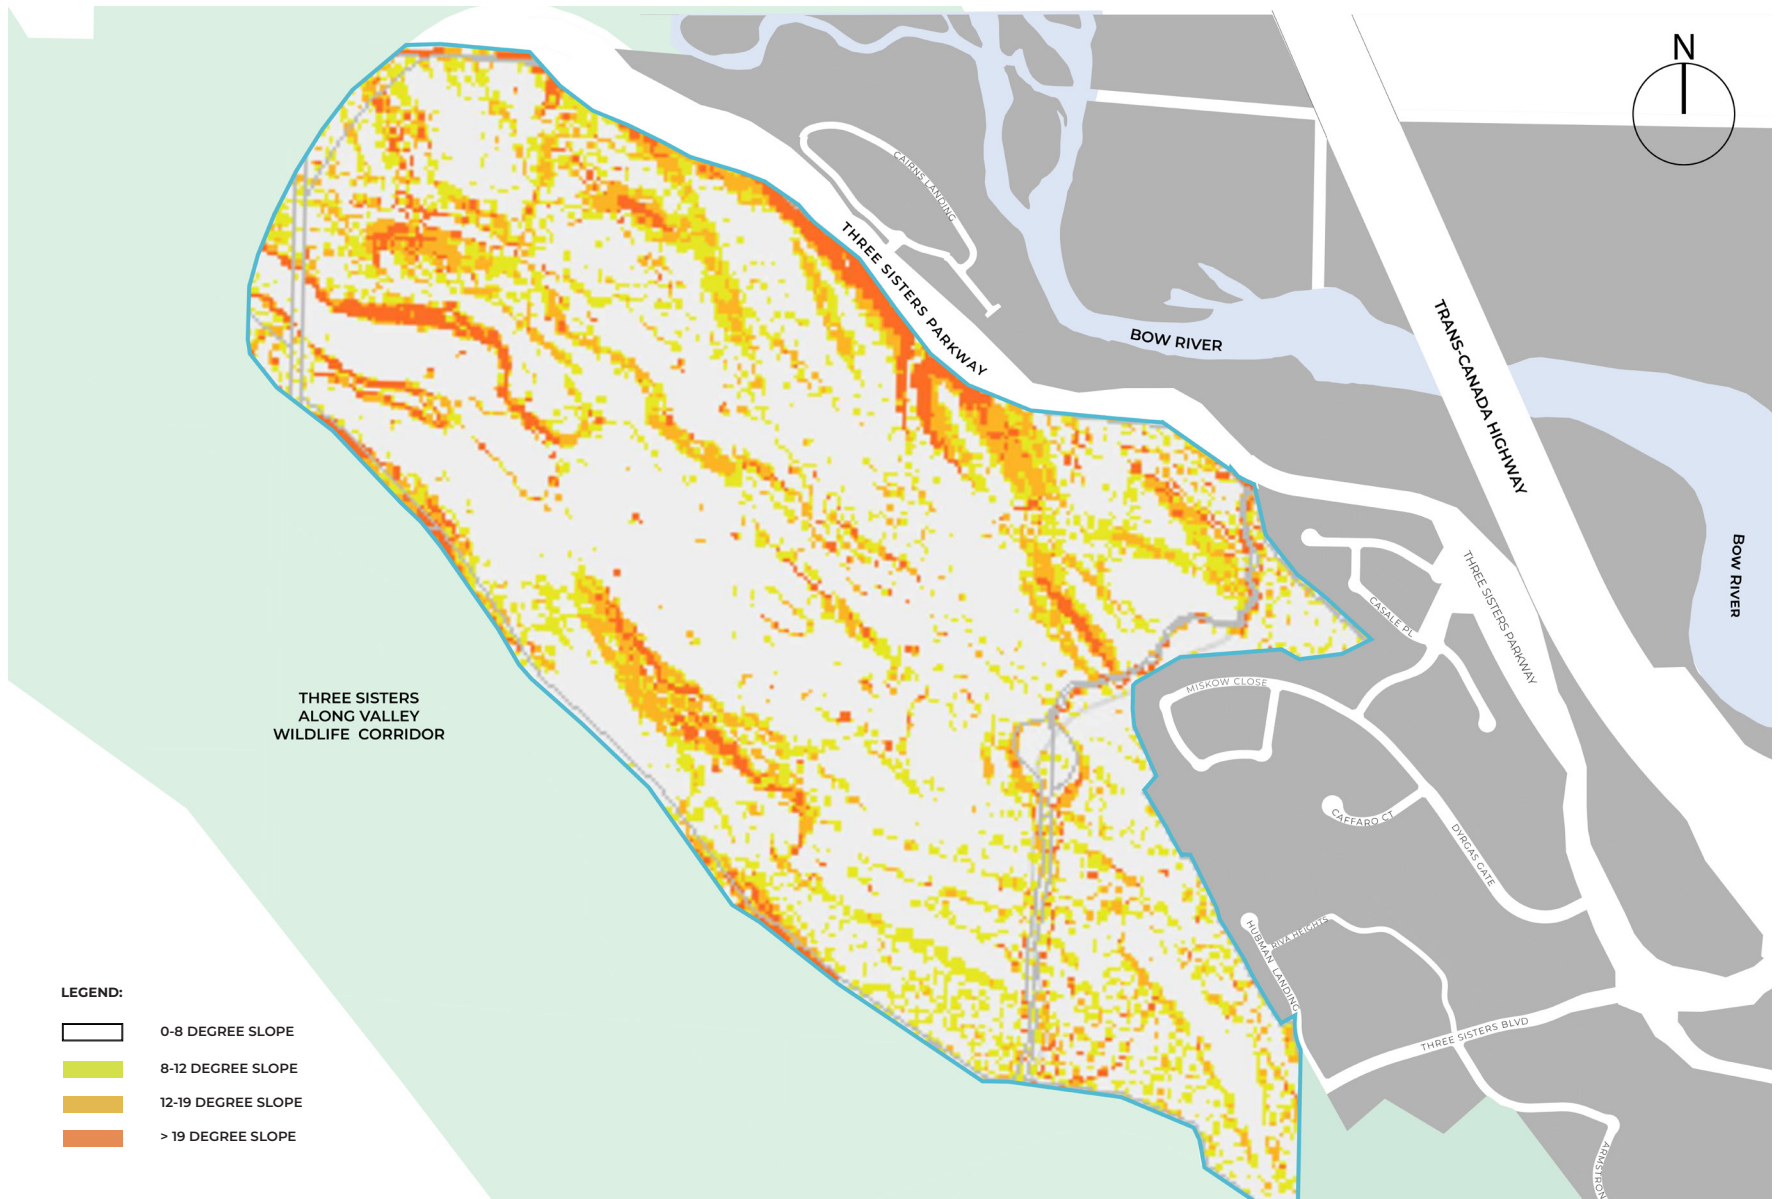 N
CAIRNS LANDING
THREE SISTERS PARKWAY
BOW RIVER
TRANS-CANADA HIGHWAY
BOW RIVER
THREE SISTERS PARKWAY
CASALE PL
MISKOW CLOSE
THREE SISTERS
ALONG VALLEY
WILDLIFE CORRIDOR
CAFFARO CT
DYRGAS GATE
HUBMAN LANDING
RIVA HEIGHTS
THREE SISTERS BLVD
ARMSTRON
LEGEND:
0-8 DEGREE SLOPE
8-12 DEGREE SLOPE
12-19 DEGREE SLOPE
> 19 DEGREE SLOPE